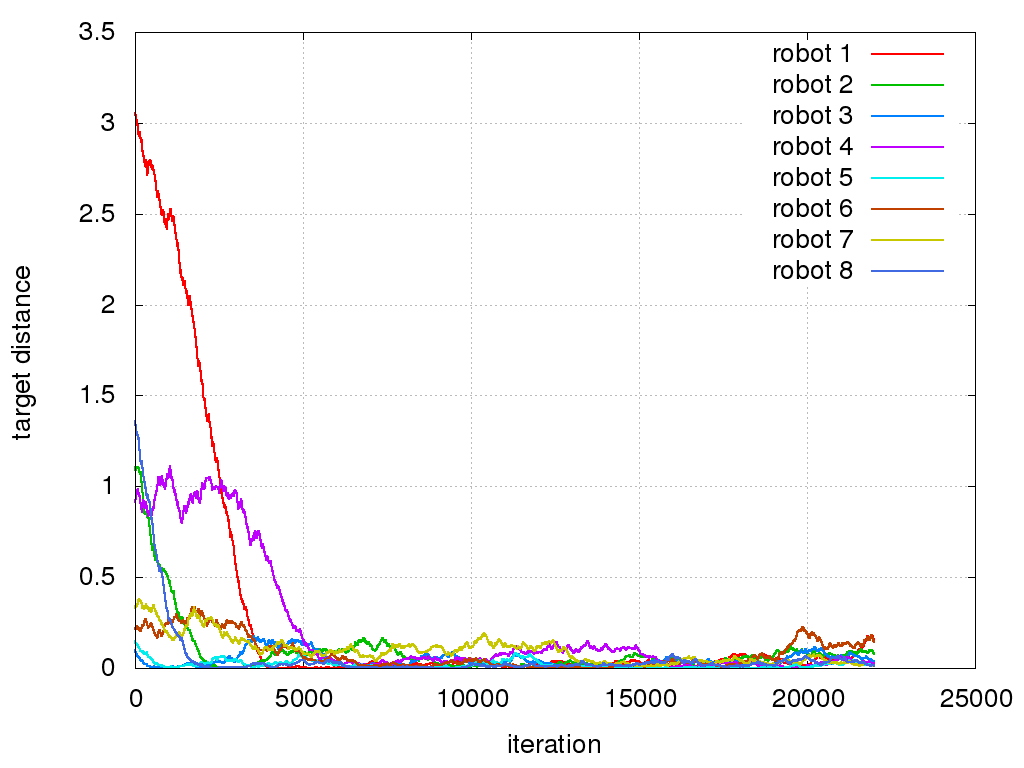 3.5
3
2.5
2
1.5
1
0.5
0
target distance
robot 1
robot 2
robot 3
robot 4
robot 5
robot 6
robot 7
robot 8
0 5000 10000 15000 20000 25000
iteration